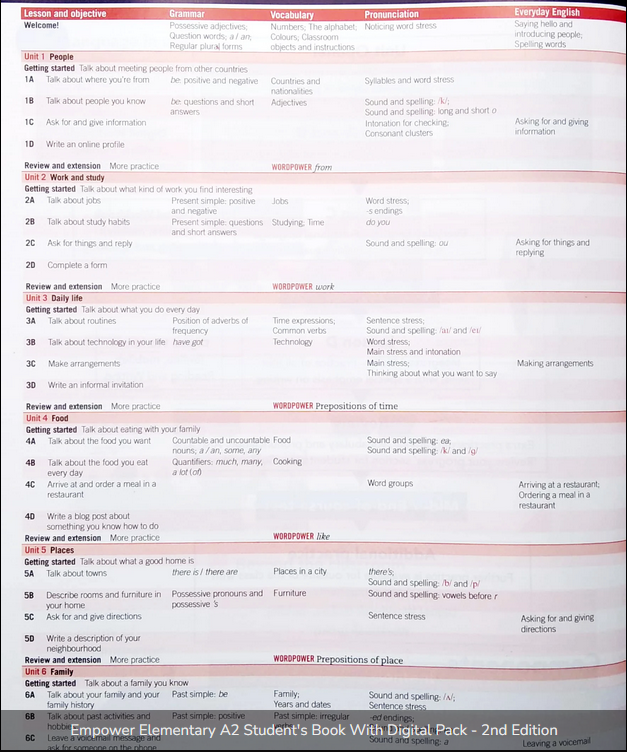 Lesson and objective Grammar Vocabulary Pronunciation Everyday English
Welcome! Possessive adjectives; Numbers; The alphabet; Noticing word stress Saying hello and
Question words; a / an; Colours; Classroom introducing people;
Regular plural forms objects and instructions Spelling words
Unit 1 People
Getting started Talk about meeting people from other countries
1A Talk about where you're from be: positive and negative Countries and Syllables and word stress
nationalities
1B Talk about people you know be: questions and short Adjectives Sound and spelling: /k/;
answers Sound and spelling: long and short o
1C Ask for and give information Intonation for checking; Asking for and giving
Consonant clusters information
1D Write an online profile
Review and extension More practice WORDPOWER from
Unit 2 Work and study
Getting started Talk about what kind of work you find interesting
2A Talk about jobs Present simple: positive Jobs Word stress;
and negative -s endings
2B Talk about study habits Present simple: questions Studying; Time do you
and short answers
2C Ask for things and reply Sound and spelling: ou Asking for things and
replying
2D Complete a form
Review and extension More practice WORDPOWER work
Unit 3 Daily life
Getting started Talk about what you do every day
3A Talk about routines Position of adverbs of Time expressions; Sentence stress;
frequency Common verbs Sound and spelling: /aɪ/ and /eɪ/
3B Talk about technology in your life have got Technology Word stress;
Main stress and intonation
3C Make arrangements Main stress; Making arrangements
Thinking about what you want to say
3D Write an informal invitation
Review and extension More practice WORDPOWER Prepositions of time
Unit 4 Food
Getting started Talk about eating with your family
4A Talk about the food you want Countable and uncountable Food Sound and spelling: ea;
nouns; a / an, some, any Sound and spelling: /k/ and /g/
4B Talk about the food you eat Quantifiers: much, many, Cooking
every day a lot (of)
4C Arrive at and order a meal in a Word groups Arriving at a restaurant;
restaurant Ordering a meal in a
restaurant
4D Write a blog post about
something you know how to do
Review and extension More practice WORDPOWER like
Unit 5 Places
Getting started Talk about what a good home is
5A Talk about towns there is / there are Places in a city there's;
Sound and spelling: /b/ and /p/
5B Describe rooms and furniture in Possessive pronouns and Furniture Sound and spelling: vowels before r
your home possessive 's
5C Ask for and give directions Sentence stress Asking for and giving
directions
5D Write a description of your
neighbourhood
Review and extension More practice WORDPOWER Prepositions of place
Unit 6 Family
Getting started Talk about a family you know
6A Talk about your family and your Past simple: be Family; Sound and spelling: /ʌ/;
family history Years and dates Sentence stress
6B Talk about past activities and Past simple: positive Past simple: irregular -ed endings;
hobbies
Empower Elementary A2 Student's Book With Digital Pack - 2nd Edition
6C Leave a voicemail message and Sound and spelling: a Leaving a voicemail
ask for someone on the phone